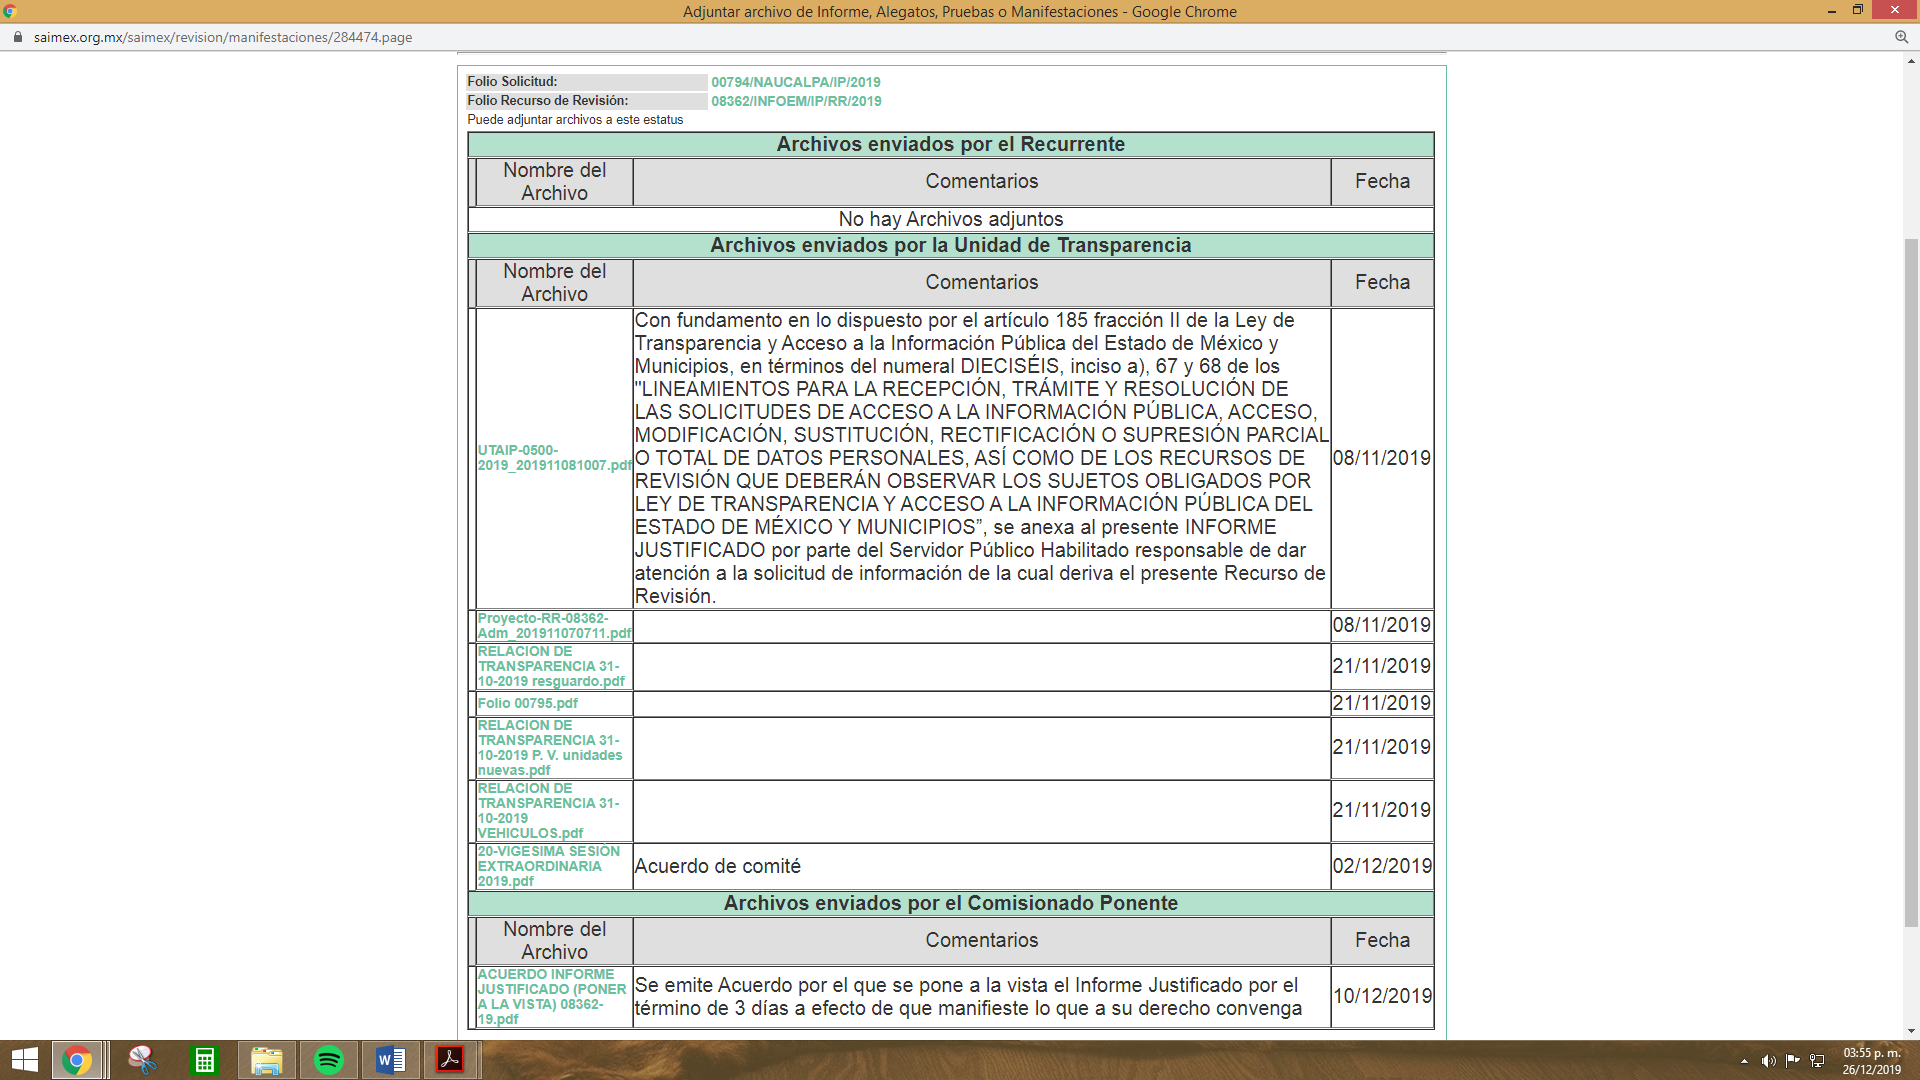 Adjuntar archivo de Informe, Alegatos, Pruebas o Manifestaciones - Google Chrome
saimex.org.mx/saimex/revision/manifestaciones/284474.page
Folio Solicitud: 00794/NAUCALPA/IP/2019
Folio Recurso de Revisión: 08362/INFOEM/IP/RR/2019
Puede adjuntar archivos a este estatus
Archivos enviados por el Recurrente
Nombre del
Archivo
Comentarios
Fecha
No hay Archivos adjuntos
Archivos enviados por la Unidad de Transparencia
Nombre del
Archivo
Comentarios
Fecha
UTAIP-0500-
2019_201911081007.pdf
Con fundamento en lo dispuesto por el artículo 185 fracción II de la Ley de
Transparencia y Acceso a la Información Pública del Estado de México y
Municipios, en términos del numeral DIECISÉIS, inciso a), 67 y 68 de los
"LINEAMIENTOS PARA LA RECEPCIÓN, TRÁMITE Y RESOLUCIÓN DE
LAS SOLICITUDES DE ACCESO A LA INFORMACIÓN PÚBLICA, ACCESO,
MODIFICACIÓN, SUSTITUCIÓN, RECTIFICACIÓN O SUPRESIÓN PARCIAL
O TOTAL DE DATOS PERSONALES, ASÍ COMO DE LOS RECURSOS DE
REVISIÓN QUE DEBERÁN OBSERVAR LOS SUJETOS OBLIGADOS POR
LEY DE TRANSPARENCIA Y ACCESO A LA INFORMACIÓN PÚBLICA DEL
ESTADO DE MÉXICO Y MUNICIPIOS”, se anexa al presente INFORME
JUSTIFICADO por parte del Servidor Público Habilitado responsable de dar
atención a la solicitud de información de la cual deriva el presente Recurso de
Revisión.
08/11/2019
Proyecto-RR-08362-
Adm_201911070711.pdf
08/11/2019
RELACION DE
TRANSPARENCIA 31-
10-2019 resguardo.pdf
21/11/2019
Folio 00795.pdf
21/11/2019
RELACION DE
TRANSPARENCIA 31-
10-2019 P. V. unidades
nuevas.pdf
21/11/2019
RELACION DE
TRANSPARENCIA 31-
10-2019
VEHICULOS.pdf
21/11/2019
20-VIGESIMA SESIÓN
EXTRAORDINARIA
2019.pdf
Acuerdo de comité
02/12/2019
Archivos enviados por el Comisionado Ponente
Nombre del
Archivo
Comentarios
Fecha
ACUERDO INFORME
JUSTIFICADO (PONER
A LA VISTA) 08362-
19.pdf
Se emite Acuerdo por el que se pone a la vista el Informe Justificado por el
término de 3 días a efecto de que manifieste lo que a su derecho convenga
10/12/2019
03:55 p. m.
26/12/2019